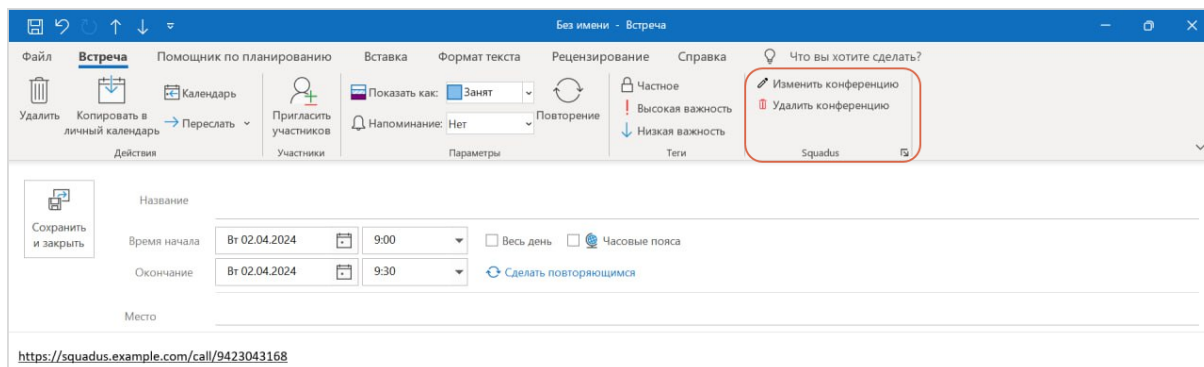 Без имени - Встреча
Файл Встреча Помощник по планированию Вставка Формат текста Рецензирование Справка Что вы хотите сделать?
Удалить
Копировать в
личный календарь
Календарь
Переслать
Действия
Пригласить
участников
Участники
Показать как: Занят
Напоминание: Нет
Повторение
Параметры
Частное
Высокая важность
Низкая важность
Теги
Изменить конференцию
Удалить конференцию
Squadus
Сохранить
и закрыть
Название
Время начала Вт 02.04.2024 9:00 Весь день Часовые пояса
Окончание Вт 02.04.2024 9:30 Сделать повторяющимся
Место
https://squadus.example.com/call/9423043168